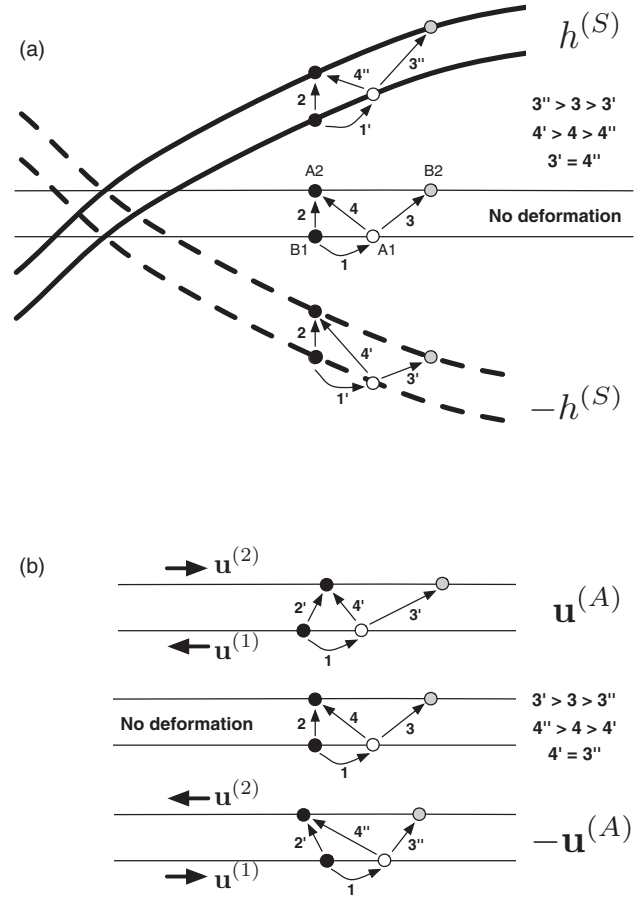 (a)
h^{(S)}
2
4"
3"
1'
3" > 3 > 3'
4' > 4 > 4"
3' = 4"
A2
B2
2
4
3
No deformation
B1
1
A1
2
4'
3'
1'
-h^{(S)}
(b)
u^{(2)}
2'
4'
3'
u^{(A)}
u^{(1)}
1
No deformation
2
4
3
1
3' > 3 > 3"
4" > 4 > 4'
4' = 3"
u^{(2)}
2'
4"
3"
-u^{(A)}
u^{(1)}
1